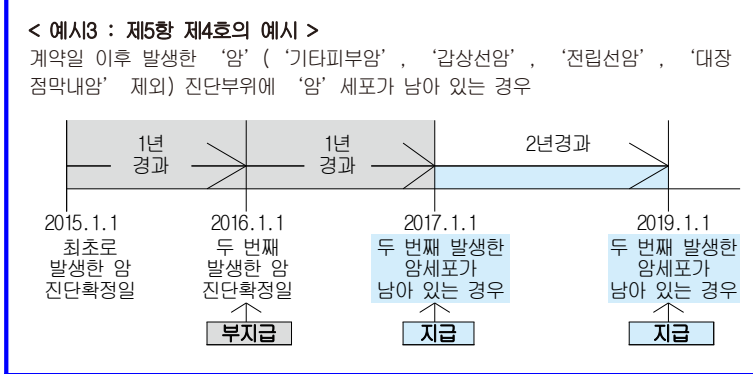 < 예시3 : 제5항 제4호의 예시 >
계약일 이후 발생한 ‘암’(‘기타피부암’, ‘갑상선암’, ‘전립선암’, ‘대장
점막내암’ 제외) 진단부위에 ‘암’세포가 남아 있는 경우
1년
경과
1년
경과
2년경과
2015.1.1
최초로
발생한 암
진단확정일
2016.1.1
두 번째
발생한 암
진단확정일
부지급
2017.1.1
두 번째 발생한
암세포가
남아 있는 경우
지급
2019.1.1
두 번째 발생한
암세포가
남아 있는 경우
지급